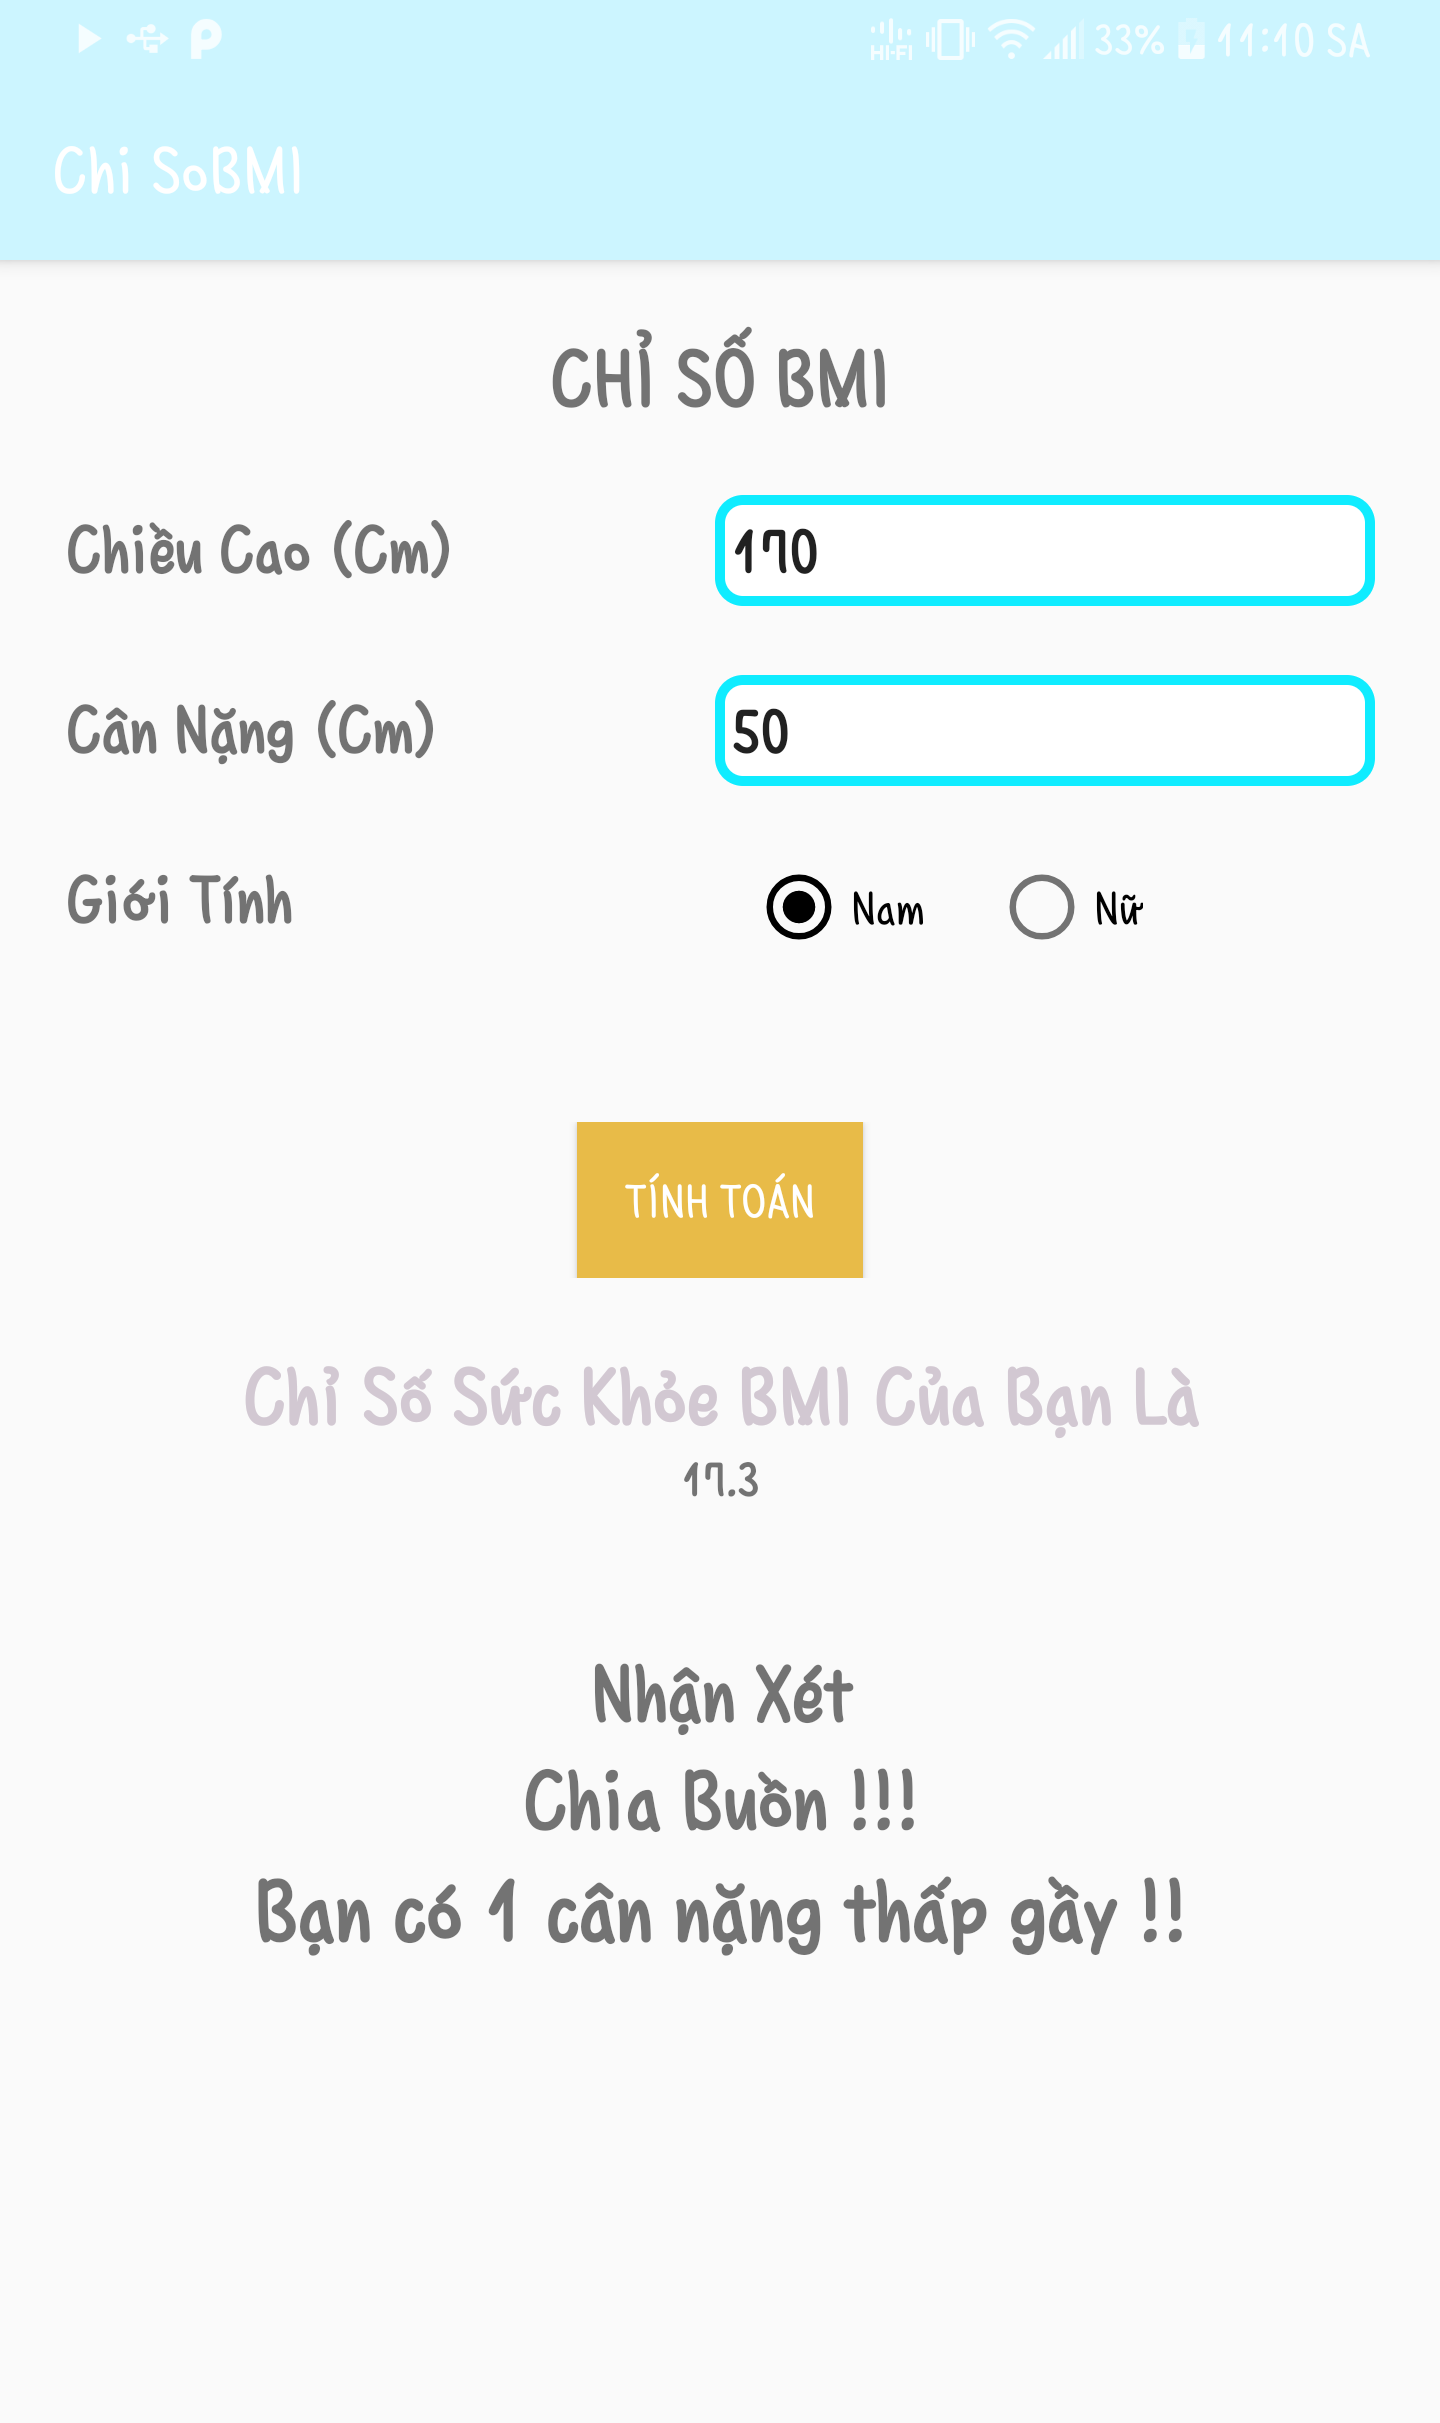 HI-FI 33% 11:10 SA
Chi SoBMI
CHỈ SỐ BMI
Chiều Cao (Cm) 170
Cân Nặng (Cm) 50
Giới Tính Nam Nữ
TÍNH TOÁN
Chỉ Số Sức Khỏe BMI Của Bạn Là
17.3
Nhận Xét
Chia Buồn !!!
Bạn có 1 cân nặng thấp gầy !!